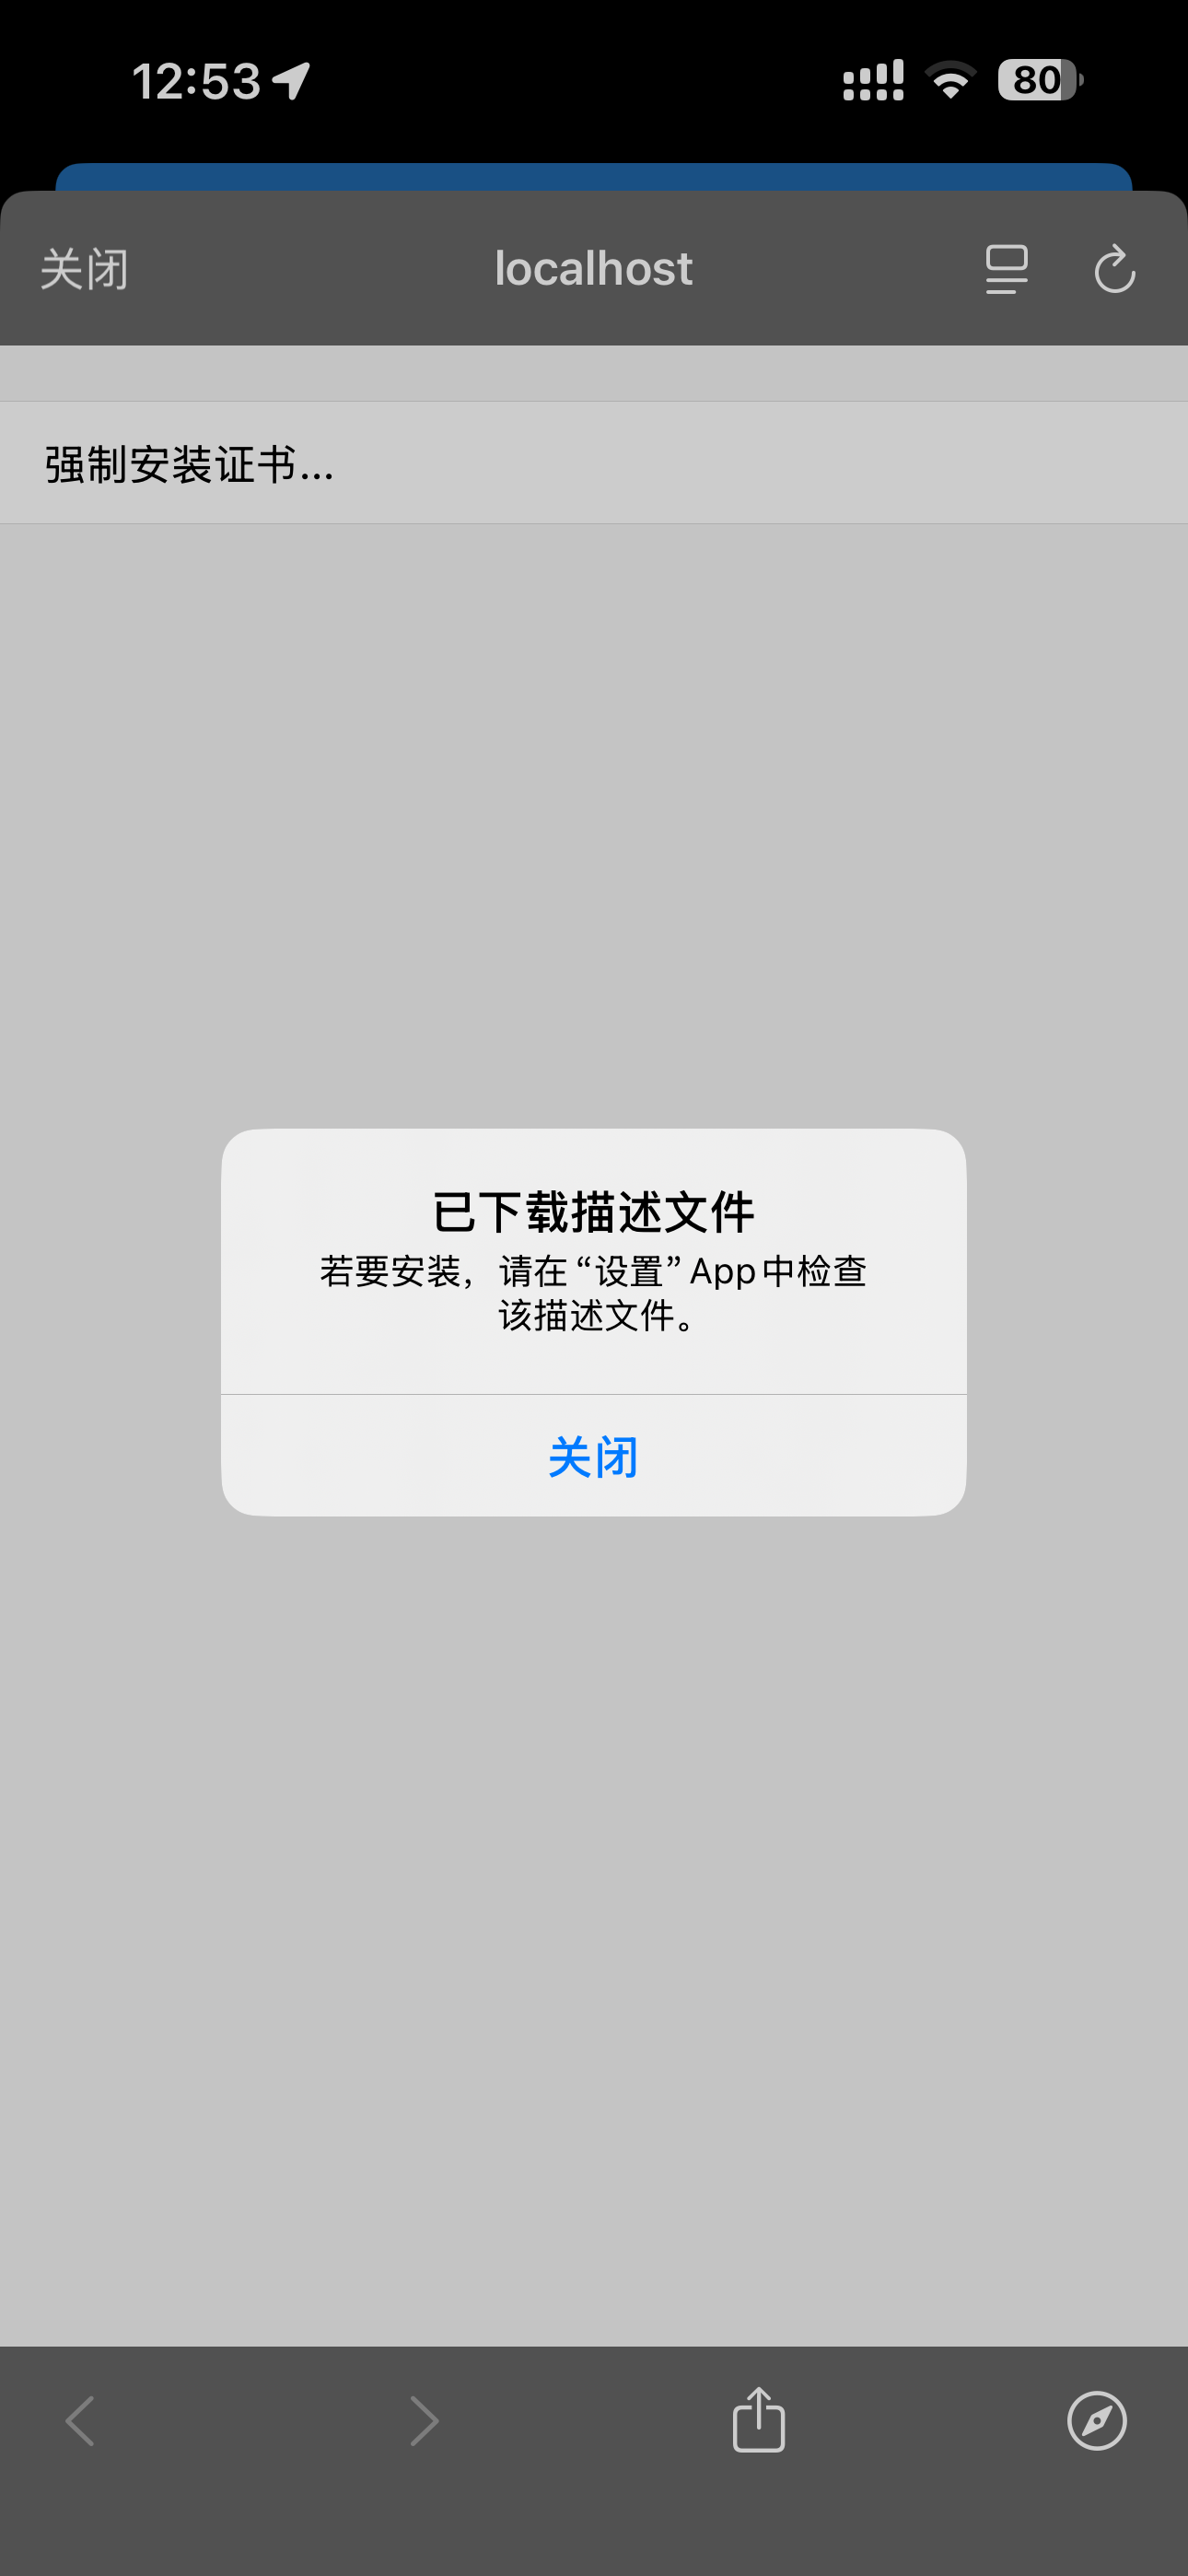 12:53
80
关闭
localhost
强制安装证书...
已下载描述文件
若要安装，请在“设置”App中检查
该描述文件。
关闭